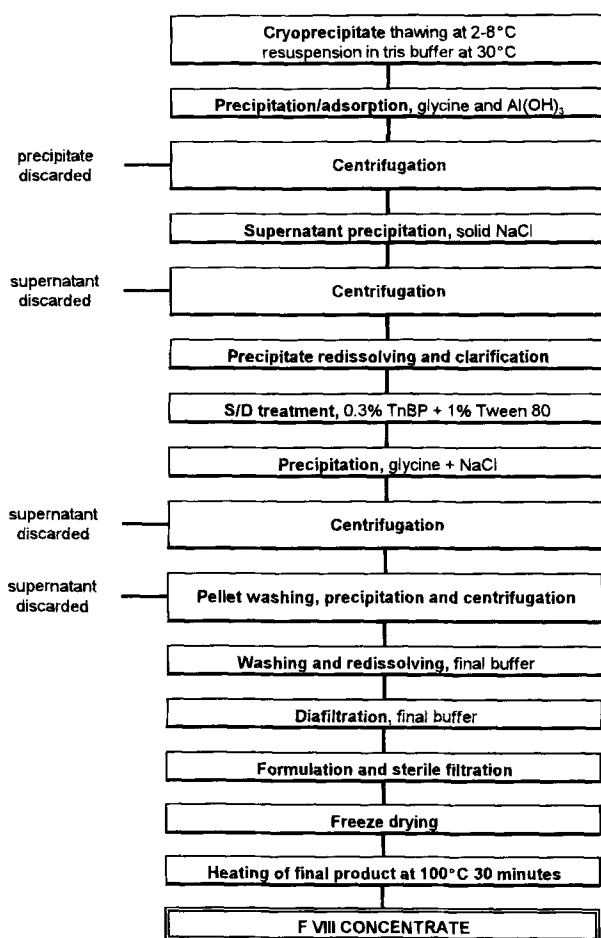 Cryoprecipitate thawing at 2-8°C
resuspension in tris buffer at 30°C
Precipitation/adsorption, glycine and Al(OH)₃
precipitate
discarded
Centrifugation
Supernatant precipitation, solid NaCl
supernatant
discarded
Centrifugation
Precipitate redissolving and clarification
S/D treatment, 0.3% TnBP + 1% Tween 80
Precipitation, glycine + NaCl
supernatant
discarded
Centrifugation
supernatant
discarded
Pellet washing, precipitation and centrifugation
Washing and redissolving, final buffer
Diafiltration, final buffer
Formulation and sterile filtration
Freeze drying
Heating of final product at 100°C 30 minutes
F VIII CONCENTRATE